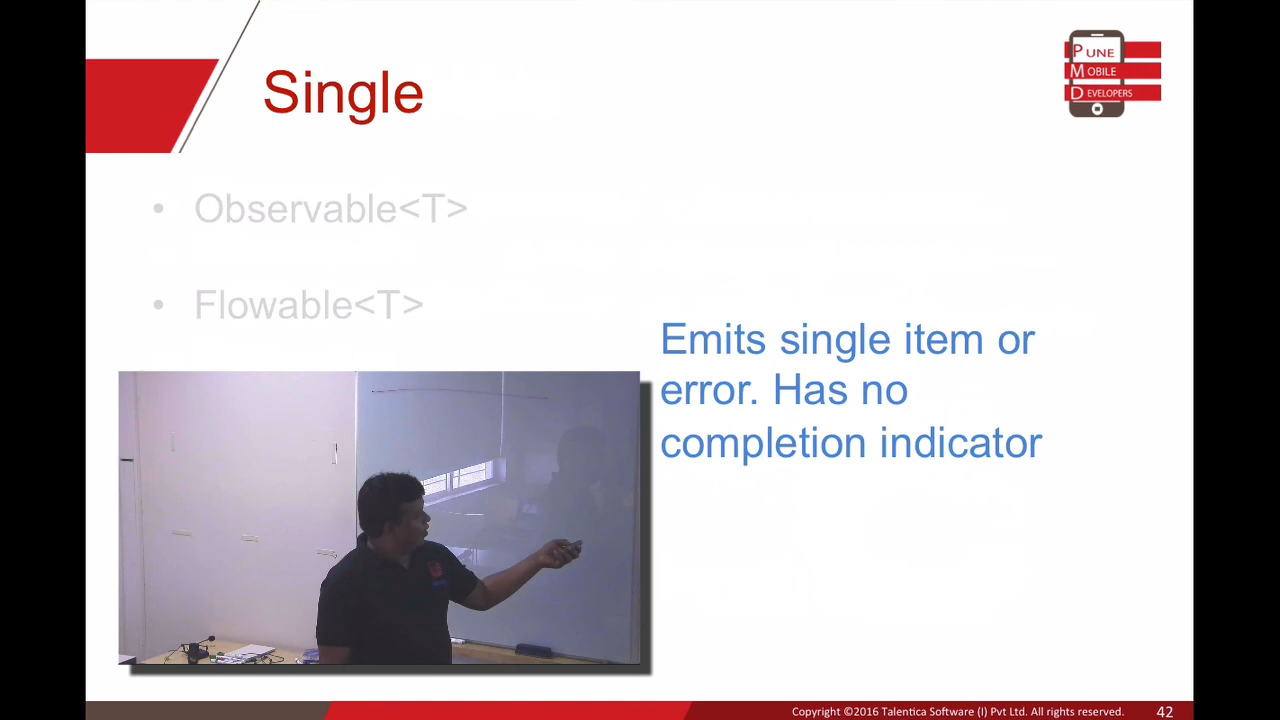 Single
PUNE
MOBILE
DEVELOPERS
• Observable<T>
• Flowable<T>
Emits single item or
error. Has no
completion indicator
Copyright ©2016 Talentica Software (I) Pvt Ltd. All rights reserved.
42